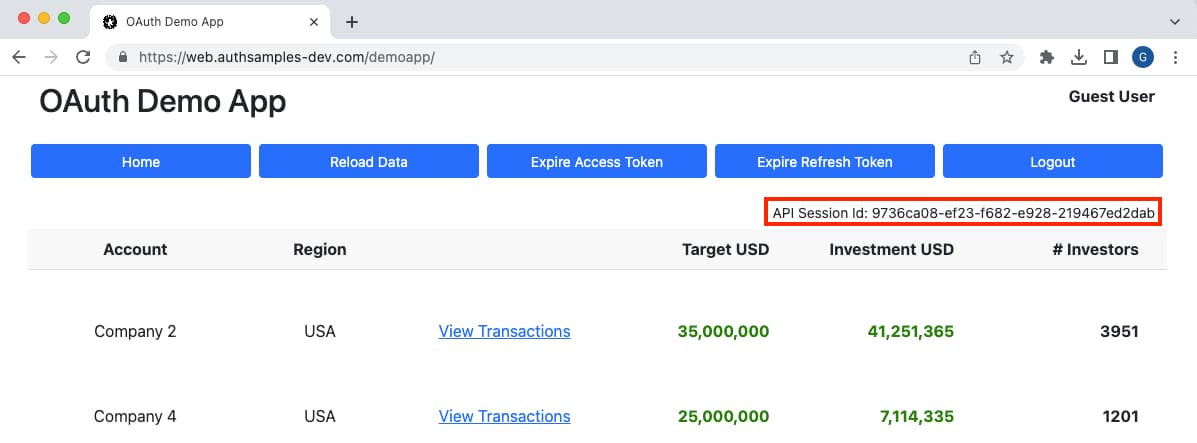 OAuth Demo App
https://web.authsamples-dev.com/demoapp/
G
OAuth Demo App
Guest User
Home Reload Data Expire Access Token Expire Refresh Token Logout
API Session Id: 9736ca08-ef23-f682-e928-219467ed2dab
Account Region Target USD Investment USD # Investors
Company 2 USA View Transactions 35,000,000 41,251,365 3951
Company 4 USA View Transactions 25,000,000 7,114,335 1201